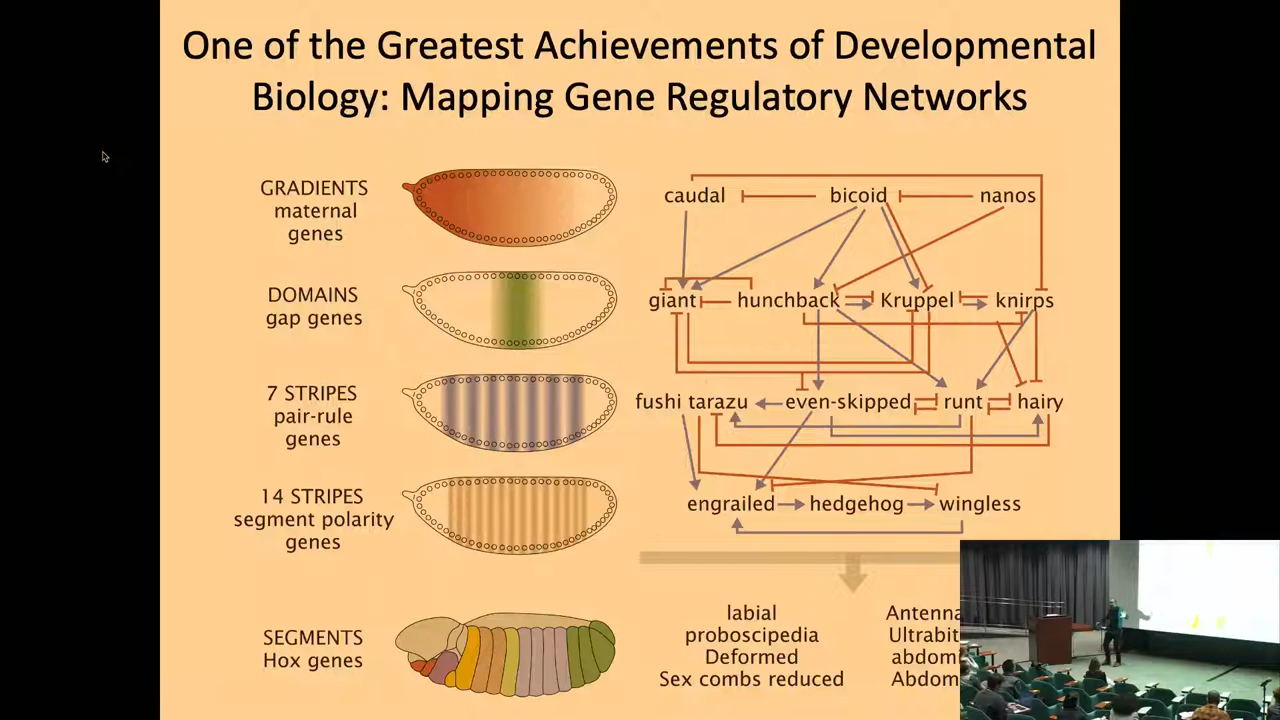 One of the Greatest Achievements of Developmental
Biology: Mapping Gene Regulatory Networks
GRADIENTS
maternal
genes
caudal
bicoid
nanos
DOMAINS
gap genes
giant
hunchback
Kruppel
knirps
7 STRIPES
pair-rule
genes
fushi tarazu
even-skipped
runt
hairy
14 STRIPES
segment polarity
genes
engrailed
hedgehog
wingless
SEGMENTS
Hox genes
labial
proboscipedia
Deformed
Sex combs reduced
Antenna
Ultrabit
abdom
Abdom